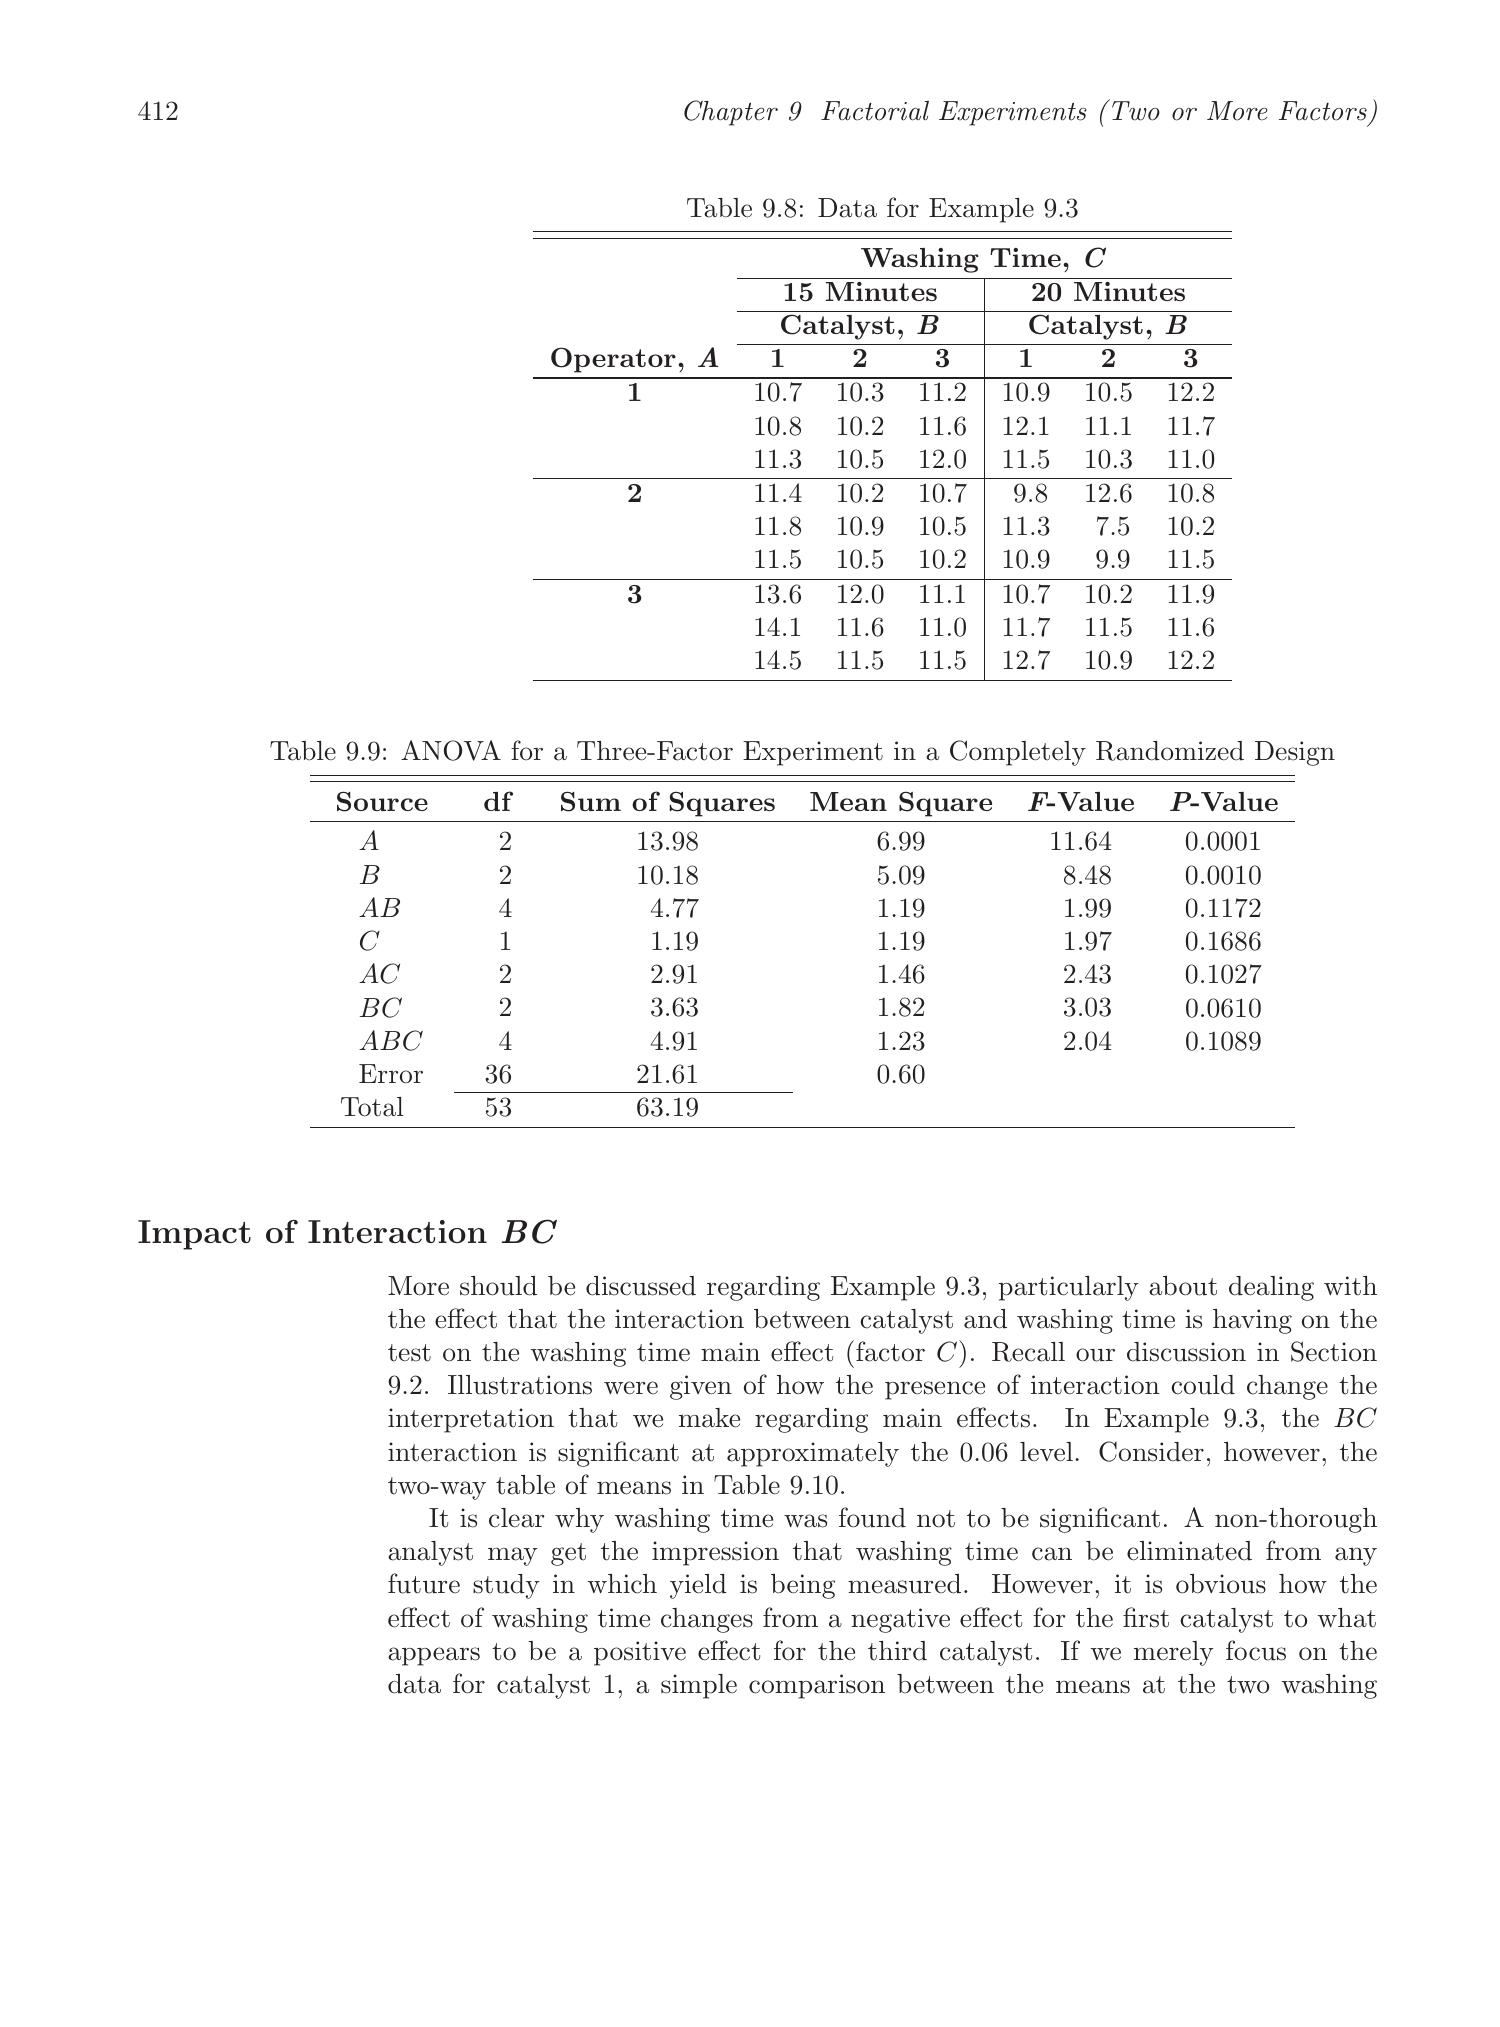 412 Chapter 9 Factorial Experiments (Two or More Factors)
Table 9.8: Data for Example 9.3
Washing Time, C
15 Minutes 20 Minutes
Catalyst, B Catalyst, B
Operator, A 1 2 3 1 2 3
1 10.7 10.3 11.2 10.9 10.5 12.2
10.8 10.2 11.6 12.1 11.1 11.7
11.3 10.5 12.0 11.5 10.3 11.0
2 11.4 10.2 10.7 9.8 12.6 10.8
11.8 10.9 10.5 11.3 7.5 10.2
11.5 10.5 10.2 10.9 9.9 11.5
3 13.6 12.0 11.1 10.7 10.2 11.9
14.1 11.6 11.0 11.7 11.5 11.6
14.5 11.5 11.5 12.7 10.9 12.2
Table 9.9: ANOVA for a Three-Factor Experiment in a Completely Randomized Design
Source df Sum of Squares Mean Square F-Value P-Value
A 2 13.98 6.99 11.64 0.0001
B 2 10.18 5.09 8.48 0.0010
AB 4 4.77 1.19 1.99 0.1172
C 1 1.19 1.19 1.97 0.1686
AC 2 2.91 1.46 2.43 0.1027
BC 2 3.63 1.82 3.03 0.0610
ABC 4 4.91 1.23 2.04 0.1089
Error 36 21.61 0.60
Total 53 63.19
Impact of Interaction BC
More should be discussed regarding Example 9.3, particularly about dealing with
the effect that the interaction between catalyst and washing time is having on the
test on the washing time main effect (factor C). Recall our discussion in Section
9.2. Illustrations were given of how the presence of interaction could change the
interpretation that we make regarding main effects. In Example 9.3, the BC
interaction is significant at approximately the 0.06 level. Consider, however, the
two-way table of means in Table 9.10.
It is clear why washing time was found not to be significant. A non-thorough
analyst may get the impression that washing time can be eliminated from any
future study in which yield is being measured. However, it is obvious how the
effect of washing time changes from a negative effect for the first catalyst to what
appears to be a positive effect for the third catalyst. If we merely focus on the
data for catalyst 1, a simple comparison between the means at the two washing